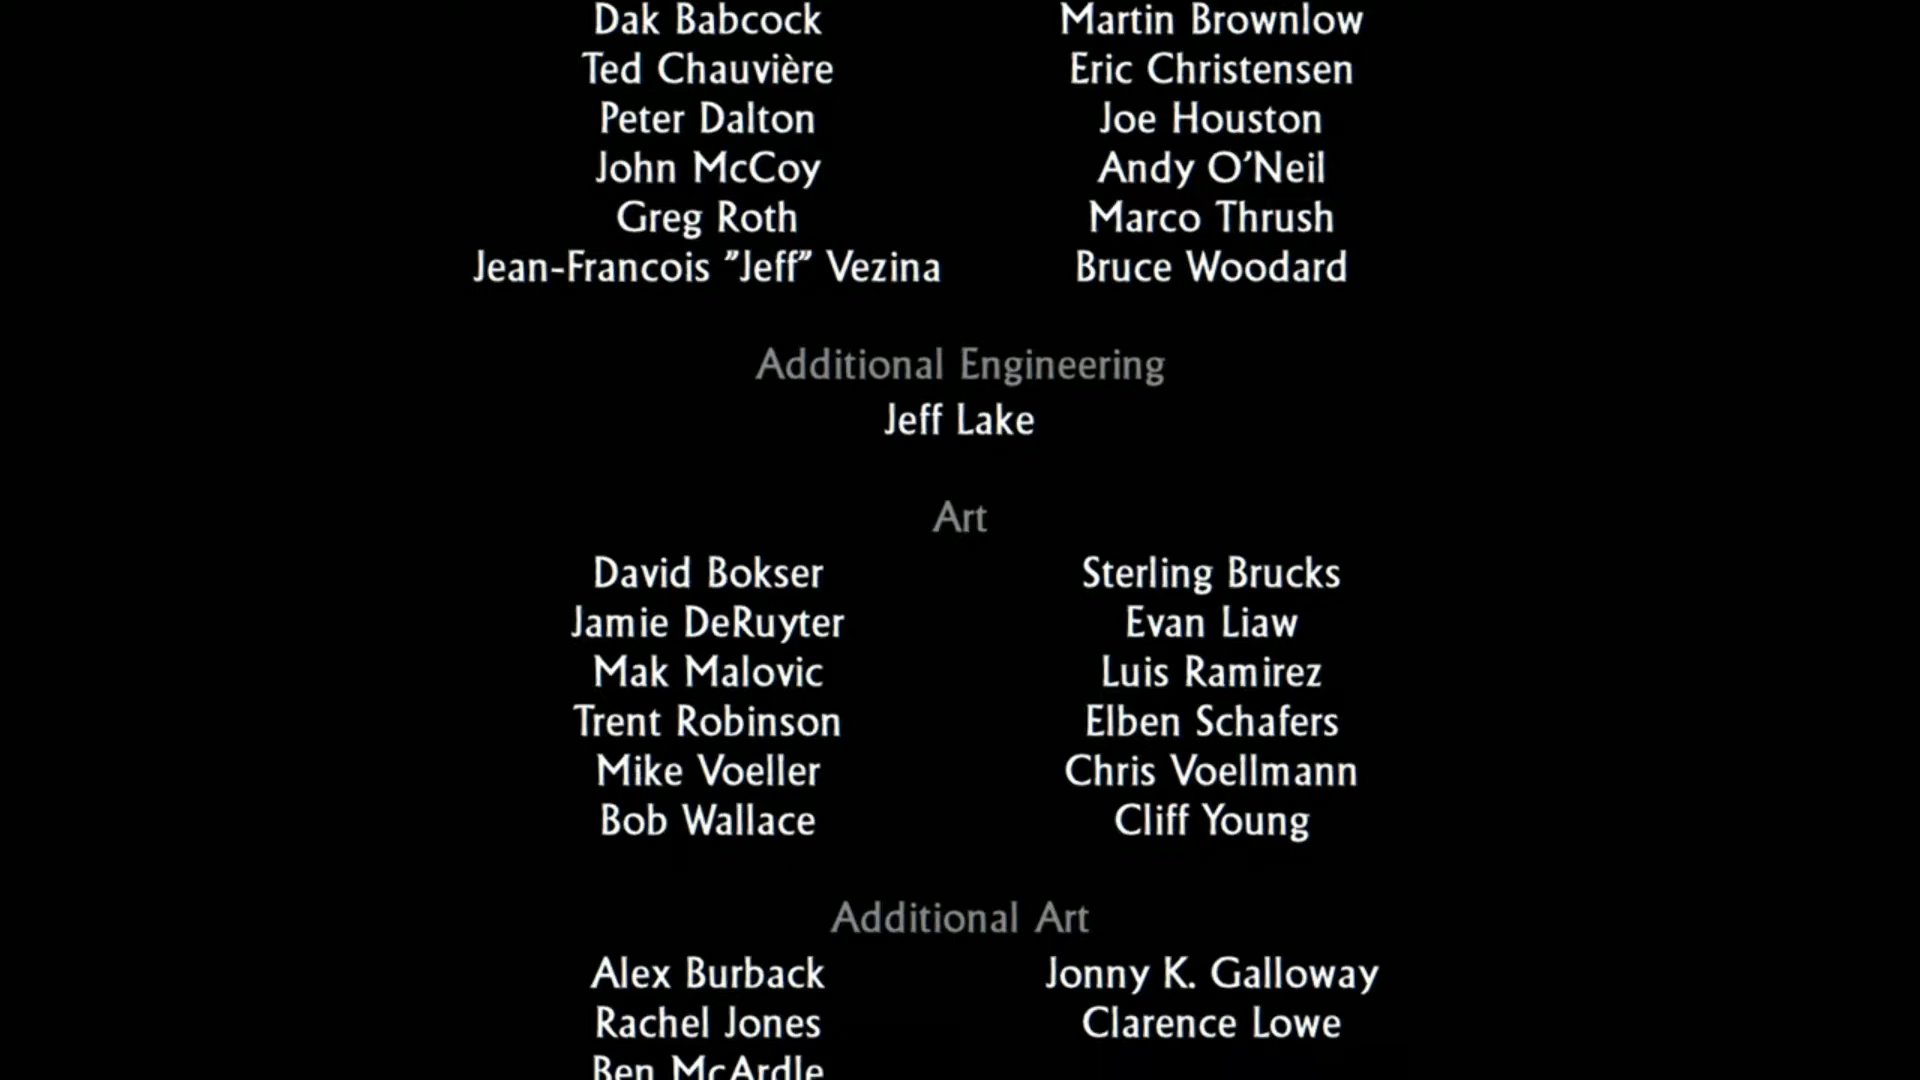 Dak Babcock Martin Brownlow
Ted Chauvière Eric Christensen
Peter Dalton Joe Houston
John McCoy Andy O’Neil
Greg Roth Marco Thrush
Jean-Francois ”Jeff” Vezina Bruce Woodard
Additional Engineering
Jeff Lake
Art
David Bokser Sterling Brucks
Jamie DeRuyter Evan Liaw
Mak Malovic Luis Ramirez
Trent Robinson Elben Schafers
Mike Voeller Chris Voellmann
Bob Wallace Cliff Young
Additional Art
Alex Burback Jonny K. Galloway
Rachel Jones Clarence Lowe
Ben McArdle